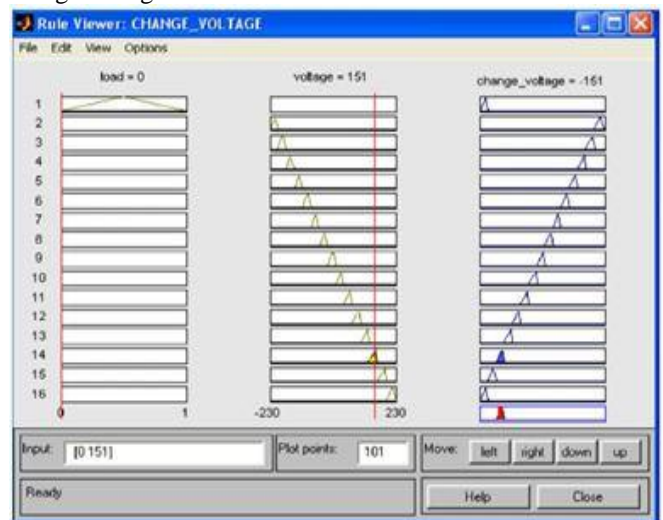 Rule Viewer: CHANGE_VOLTAGE
File Edit View Options
load = 0 voltage = 151 change_voltage = -151
1
2
3
4
5
6
7
8
9
10
11
12
13
14
15
16
0 1 -230 230
Input: [0 151] Plot points: 101 Move: left right down up
Ready Help Close